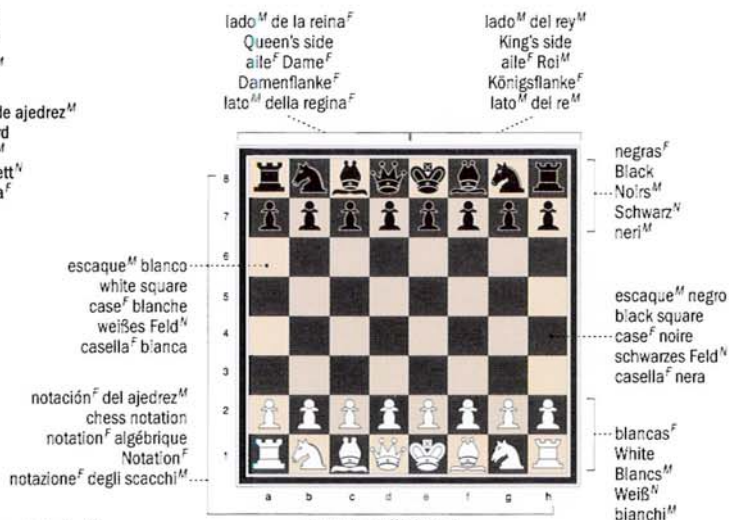 lado^M de la reina^F
Queen's side
aile^F Dame^F
Damenflanke^F
lato^M della regina^F
lado^M del rey^M
King's side
aile^F Roi^M
Königsflanke^F
lato^M del re^M
de ajedrez^M
negras^F
Black
Noirs^M
Schwarz^N
neri^M
escaque^M blanco
white square
case^F blanche
weißes Feld^N
casella^F bianca
escaque^M negro
black square
case^F noire
schwarzes Feld^N
casella^F nera
notación^F del ajedrez^M
chess notation
notation^F algébrique
Notation^F
notazione^F degli scacchi^M
blancas^F
White
Blancs^M
Weiß^N
bianchi^M
8
7
6
5
4
3
2
1
a b c d e f g h